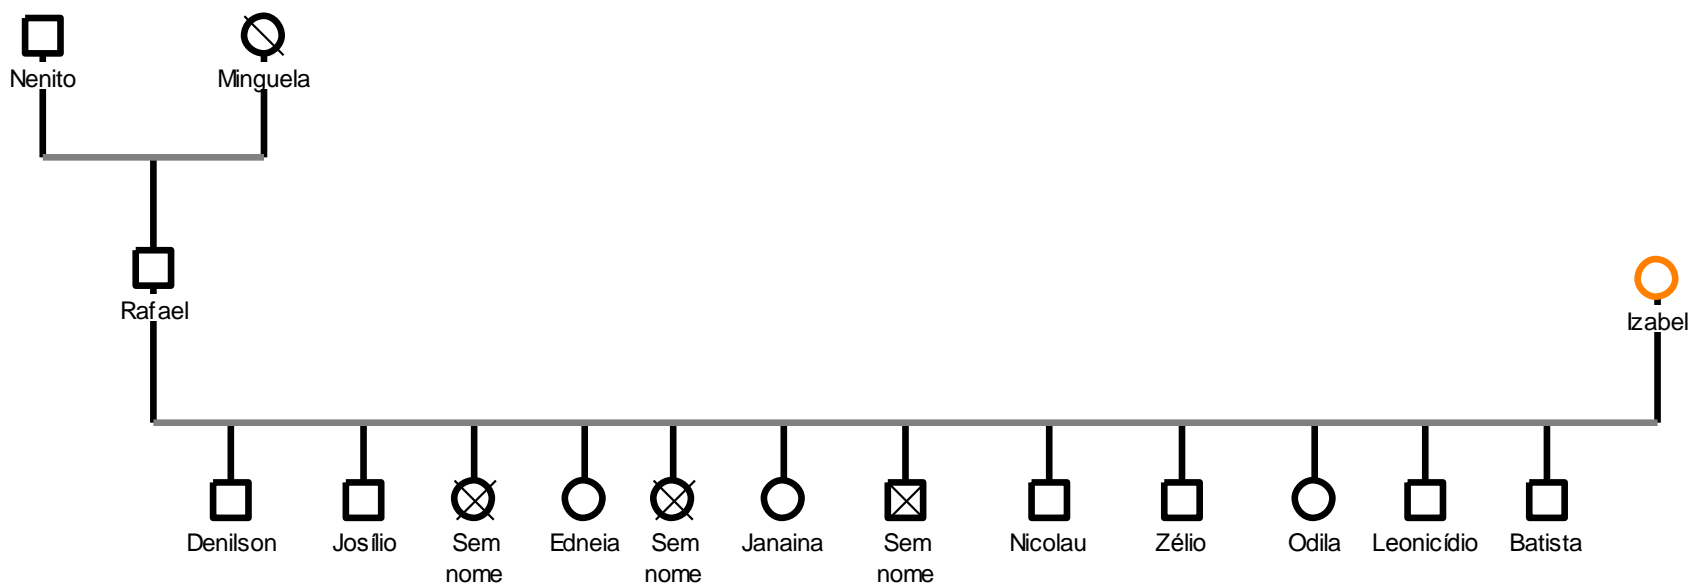 Nenito
Minguela
Rafael
Izabel
Denilson
Josílio
Sem
nome
Edneia
Sem
nome
Janaina
Sem
nome
Nicolau
Zélio
Odila
Leonicídio
Batista